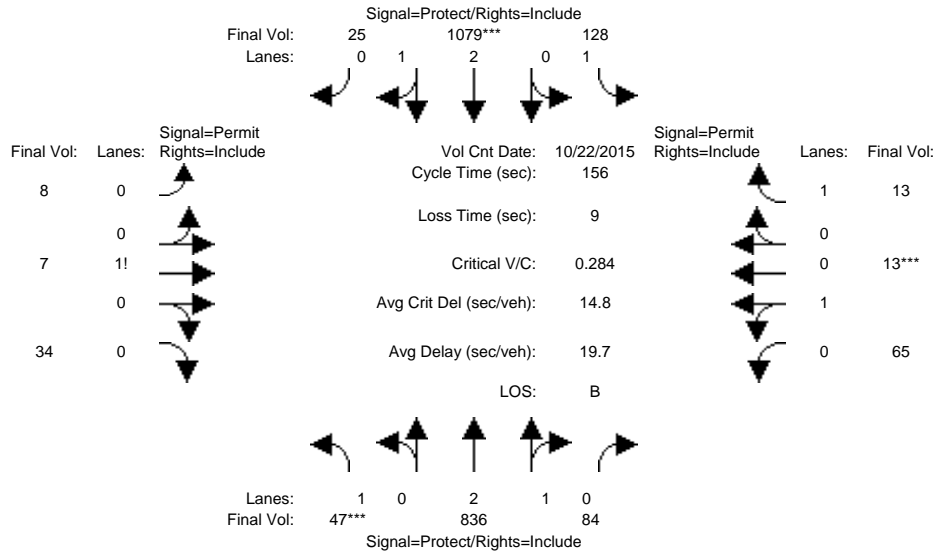 Signal=Protect/Rights=Include
Final Vol: 25 1079*** 128
Lanes: 0 1 2 0 1
Signal=Permit
Final Vol: Lanes: Rights=Include
Vol Cnt Date: 10/22/2015
Signal=Permit
Rights=Include Lanes: Final Vol:
Cycle Time (sec): 156
8 0
1 13
Loss Time (sec): 9
0
0
7 1!
Critical V/C: 0.284
0 13***
0
Avg Crit Del (sec/veh): 14.8
1
34 0
Avg Delay (sec/veh): 19.7
0 65
LOS: B
Lanes: 1 0 2 1 0
Final Vol: 47*** 836 84
Signal=Protect/Rights=Include